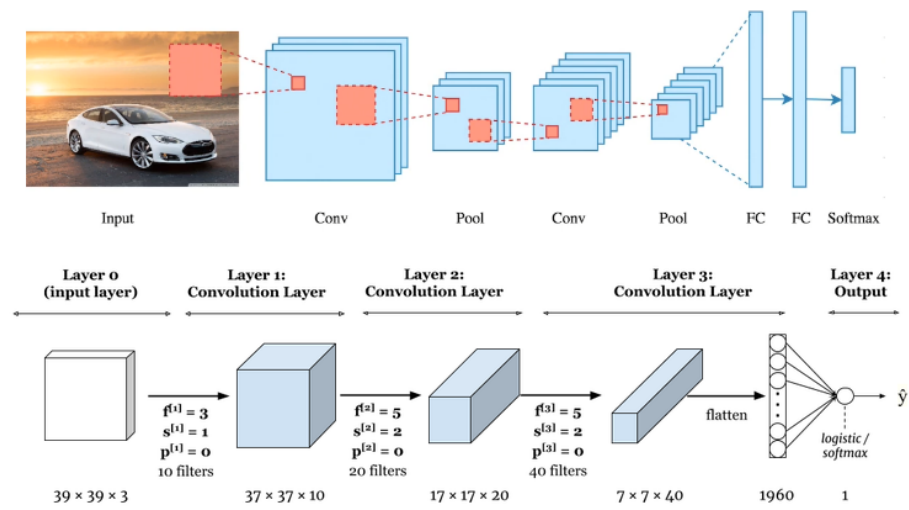 Input Conv Pool Conv Pool FC FC Softmax
Layer 0
(input layer)
Layer 1:
Convolution Layer
Layer 2:
Convolution Layer
Layer 3:
Convolution Layer
Layer 4:
Output
f[1] = 3
s[1] = 1
p[1] = 0
10 filters
f[2] = 5
s[2] = 2
p[2] = 0
20 filters
f[3] = 5
s[3] = 2
p[3] = 0
40 filters
flatten
logistic /
softmax
ŷ
39 × 39 × 3 37 × 37 × 10 17 × 17 × 20 7 × 7 × 40 1960 1